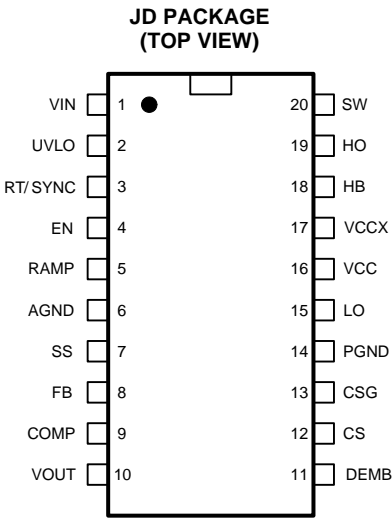 JD PACKAGE
(TOP VIEW)
VIN 1 20 SW
UVLO 2 19 HO
RT/SYNC 3 18 HB
EN 4 17 VCCX
RAMP 5 16 VCC
AGND 6 15 LO
SS 7 14 PGND
FB 8 13 CSG
COMP 9 12 CS
VOUT 10 11 DEMB